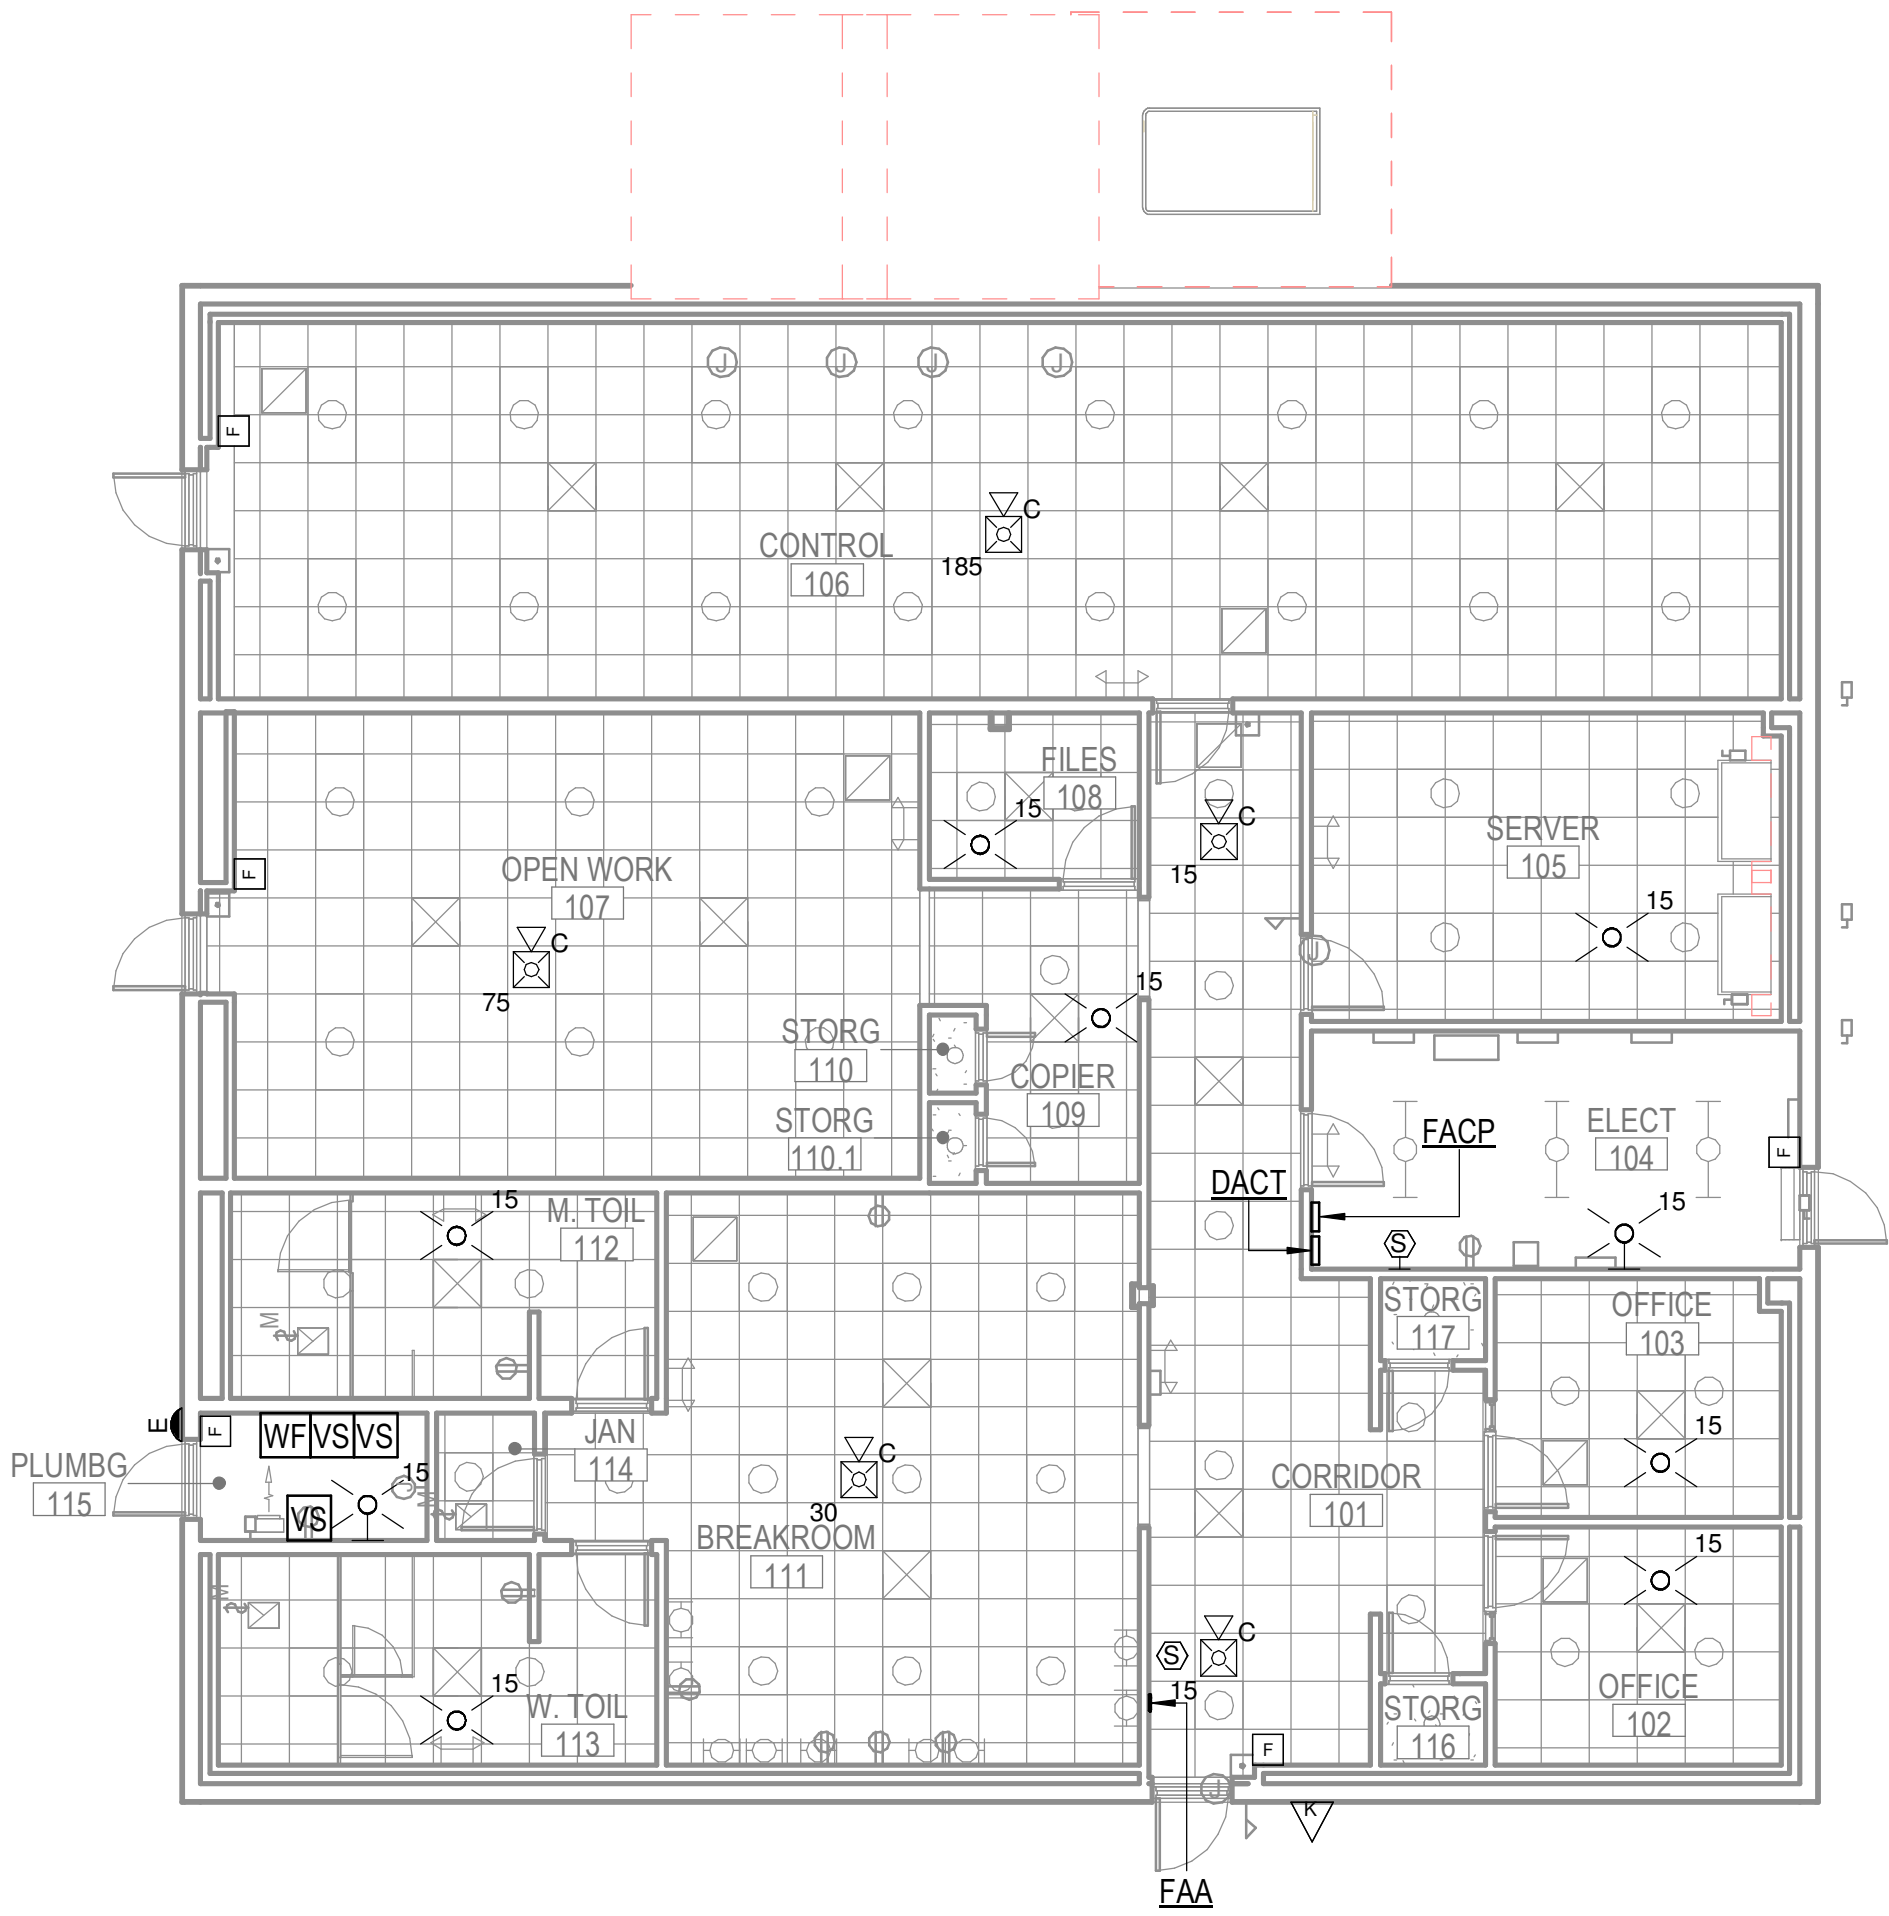 J
J
J
J
F
C
CONTROL
185
106
FILES
108
15
C
15
SERVER
105
15
F
OPEN WORK
107
C
75
J
15
STORG
110
COPIER
109
STORG
110.1
FACP
ELECT
104
F
DACT
15
S
15
M. TOIL
112
M
STORG
117
OFFICE
103
15
E
F
WF
VS
VS
JAN
114
PLUMBG
115
15
J
M
VS
C
30
BREAKROOM
111
CORRIDOR
101
15
M
15
W. TOIL
113
S
C
15
OFFICE
102
STORG
116
F
J
K
FAA